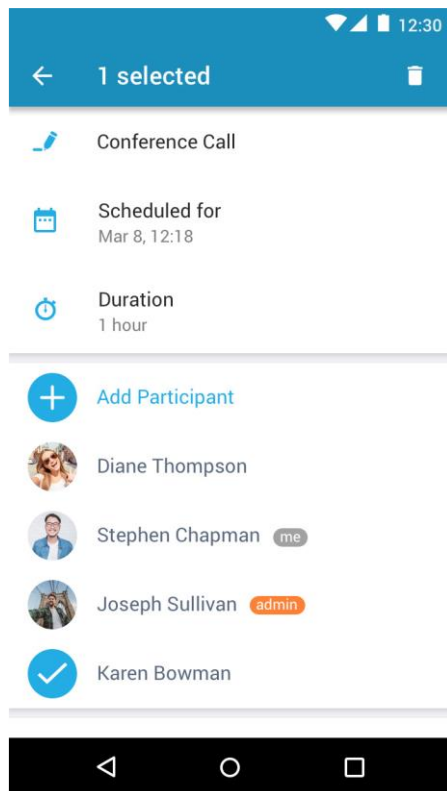 12:30
1 selected
Conference Call
Scheduled for
Mar 8, 12:18
Duration
1 hour
Add Participant
Diane Thompson
Stephen Chapman me
Joseph Sullivan admin
Karen Bowman